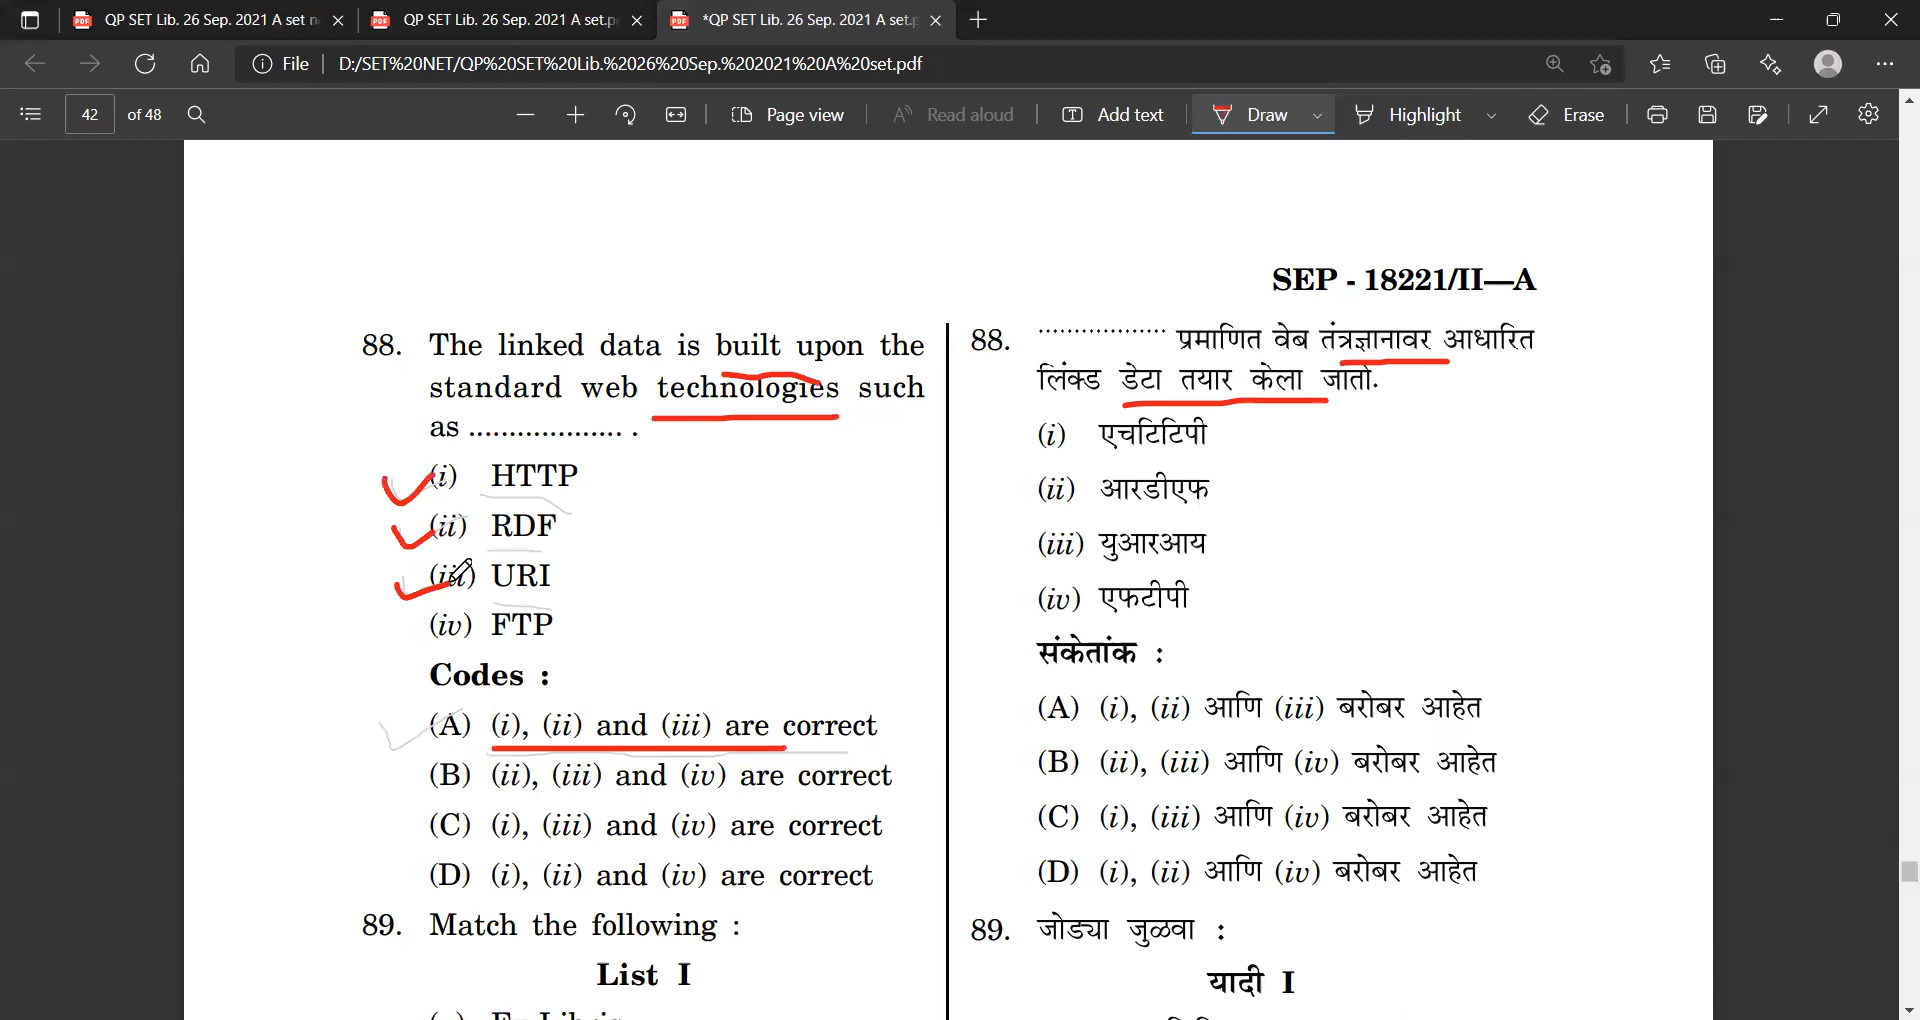 QP SET Lib. 26 Sep. 2021 A set n
QP SET Lib. 26 Sep. 2021 A set.p
*QP SET Lib. 26 Sep. 2021 A set.p
File
D:/SET%20NET/QP%20SET%20Lib.%2026%20Sep.%202021%20A%20set.pdf
42 of 48
Page view
Read aloud
Add text
Draw
Highlight
Erase
SEP - 18221/II—A
88. The linked data is built upon the
standard web technologies such
as ................... .
(i) HTTP
(ii) RDF
(iii) URI
(iv) FTP
Codes :
(A) (i), (ii) and (iii) are correct
(B) (ii), (iii) and (iv) are correct
(C) (i), (iii) and (iv) are correct
(D) (i), (ii) and (iv) are correct
89. Match the following :
List I
88. ................. प्रमाणित वेब तंत्रज्ञानावर आधारित
लिंक्ड डेटा तयार केला जातो.
(i) एचटिटिपी
(ii) आरडीएफ
(iii) युआरआय
(iv) एफटीपी
संकेतांक :
(A) (i), (ii) आणि (iii) बरोबर आहेत
(B) (ii), (iii) आणि (iv) बरोबर आहेत
(C) (i), (iii) आणि (iv) बरोबर आहेत
(D) (i), (ii) आणि (iv) बरोबर आहेत
89. जोड्या जुळवा :
यादी I